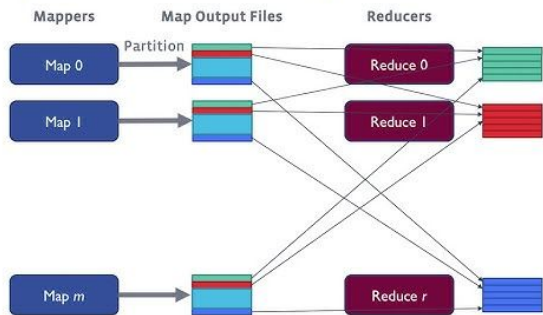 Mappers
Map Output Files
Reducers
Partition
Map 0
Reduce 0
Map 1
Reduce 1
Map m
Reduce r